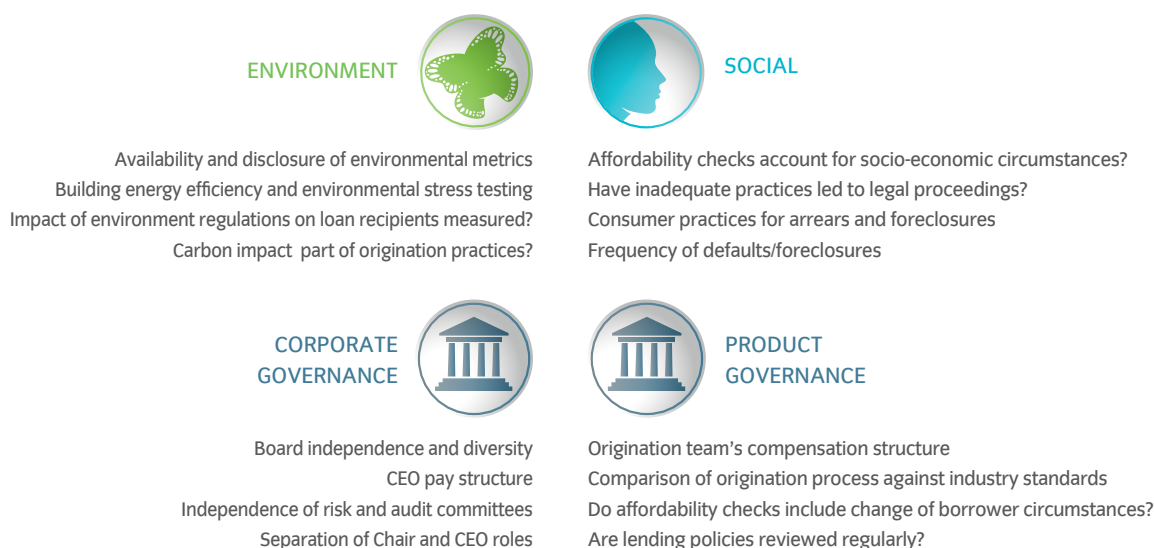 ENVIRONMENT
Availability and disclosure of environmental metrics
Building energy efficiency and environmental stress testing
Impact of environment regulations on loan recipients measured?
Carbon impact part of origination practices?
SOCIAL
Affordability checks account for socio-economic circumstances?
Have inadequate practices led to legal proceedings?
Consumer practices for arrears and foreclosures
Frequency of defaults/foreclosures
CORPORATE
GOVERNANCE
Board independence and diversity
CEO pay structure
Independence of risk and audit committees
Separation of Chair and CEO roles
PRODUCT
GOVERNANCE
Origination team’s compensation structure
Comparison of origination process against industry standards
Do affordability checks include change of borrower circumstances?
Are lending policies reviewed regularly?